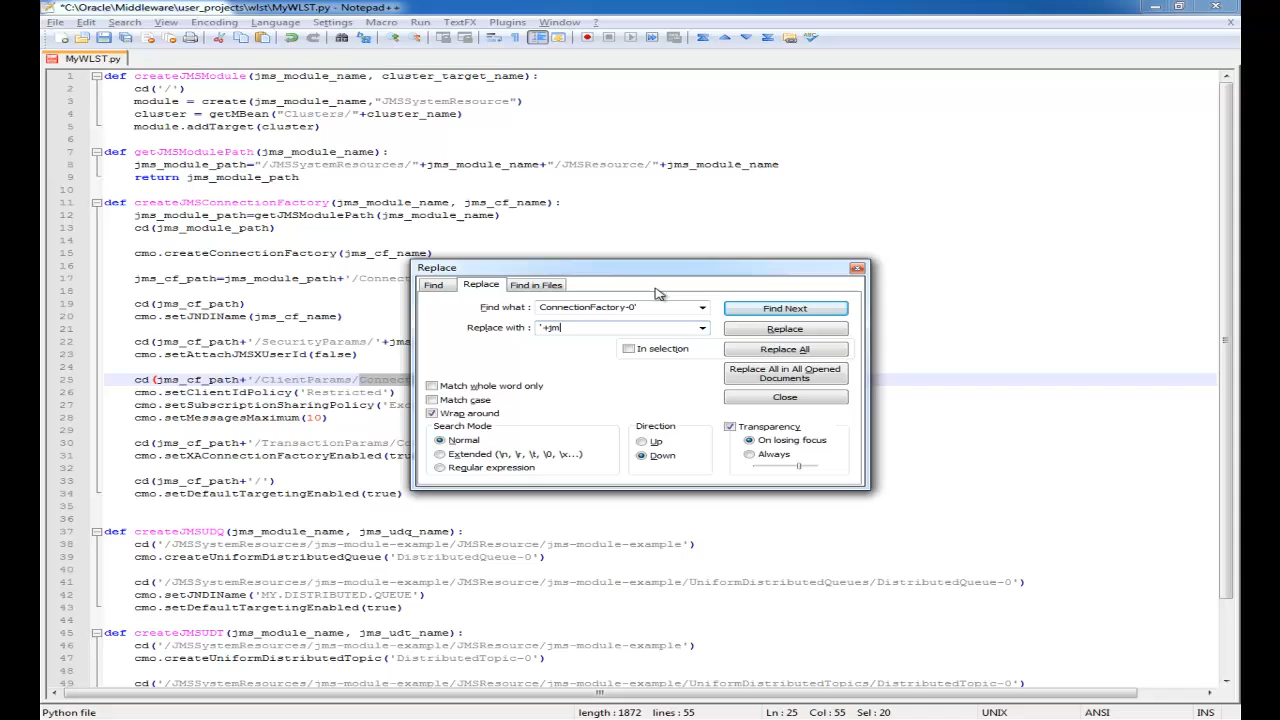 *C:\Oracle\Middleware\user_projects\wlst\MyWLST.py - Notepad++
File Edit Search View Encoding Language Settings Macro Run TextFX Plugins Window ? X
MyWLST.py
1 def createJMSModule(jms_module_name, cluster_target_name):
2 cd('/')
3 module = create(jms_module_name,"JMSSystemResource")
4 cluster = getMBean("Clusters/"+cluster_name)
5 module.addTarget(cluster)
6
7 def getJMSModulePath(jms_module_name):
8 jms_module_path="/JMSSystemResources/"+jms_module_name+"/JMSResource/"+jms_module_name
9 return jms_module_path
10
11 def createJMSConnectionFactory(jms_module_name, jms_cf_name):
12 jms_module_path=getJMSModulePath(jms_module_name)
13 cd(jms_module_path)
14
15 cmo.createConnectionFactory(jms_cf_name)
16
17 jms_cf_path=jms_module_path+'/Connec
18
19 cd(jms_cf_path)
20 cmo.setJNDIName(jms_cf_name)
21
22 cd(jms_cf_path+'/SecurityParams/'+jms
23 cmo.setAttachJMSXUserId(false)
24
25 cd(jms_cf_path+'/ClientParams/Connect
26 cmo.setClientIdPolicy('Restricted')
27 cmo.setSubscriptionSharingPolicy('Exc
28 cmo.setMessagesMaximum(10)
29
30 cd(jms_cf_path+'/TransactionParams/Co
31 cmo.setXAConnectionFactoryEnabled(tru
32
33 cd(jms_cf_path+'/')
34 cmo.setDefaultTargetingEnabled(true)
35
36
37 def createJMSUDQ(jms_module_name, jms_udq_name):
38 cd('/JMSSystemResources/jms-module-example/JMSResource/jms-module-example')
39 cmo.createUniformDistributedQueue('DistributedQueue-0')
40
41 cd('/JMSSystemResources/jms-module-example/JMSResource/jms-module-example/UniformDistributedQueues/DistributedQueue-0')
42 cmo.setJNDIName('MY.DISTRIBUTED.QUEUE')
43 cmo.setDefaultTargetingEnabled(true)
44
45 def createJMSUDT(jms_module_name, jms_udt_name):
46 cd('/JMSSystemResources/jms-module-example/JMSResource/jms-module-example')
47 cmo.createUniformDistributedTopic('DistributedTopic-0')
48
49 cd('/JMSSystemResources/jms-module-example/JMSResource/jms-module-example/UniformDistributedTopics/DistributedTopic-0')
Replace
Find Replace Find in Files
Find what : ConnectionFactory-0' Find Next
Replace with : '+jm Replace
In selection Replace All
Replace All in All Opened
Documents
Match whole word only Close
Match case
Wrap around
Search Mode Direction Transparency
Normal Up On losing focus
Extended (\n, \r, \t, \0, \x...) Down Always
Regular expression
Python file length : 1872 lines : 55 Ln : 25 Col : 55 Sel : 20 UNIX ANSI INS